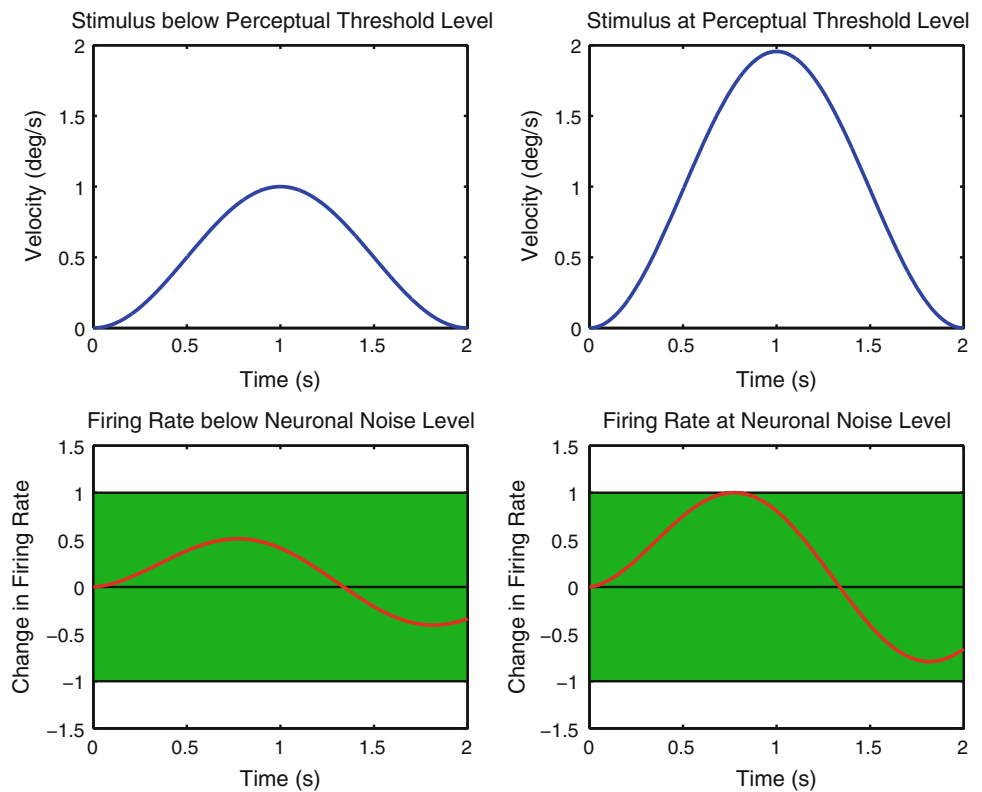 Stimulus below Perceptual Threshold Level
2
1.5
1
0.5
0
Velocity (deg/s)
0 0.5 1 1.5 2
Time (s)
Stimulus at Perceptual Threshold Level
2
1.5
1
0.5
0
Velocity (deg/s)
0 0.5 1 1.5 2
Time (s)
Firing Rate below Neuronal Noise Level
1.5
1
0.5
0
−0.5
−1
−1.5
Change in Firing Rate
0 0.5 1 1.5 2
Time (s)
Firing Rate at Neuronal Noise Level
1.5
1
0.5
0
−0.5
−1
−1.5
Change in Firing Rate
0 0.5 1 1.5 2
Time (s)